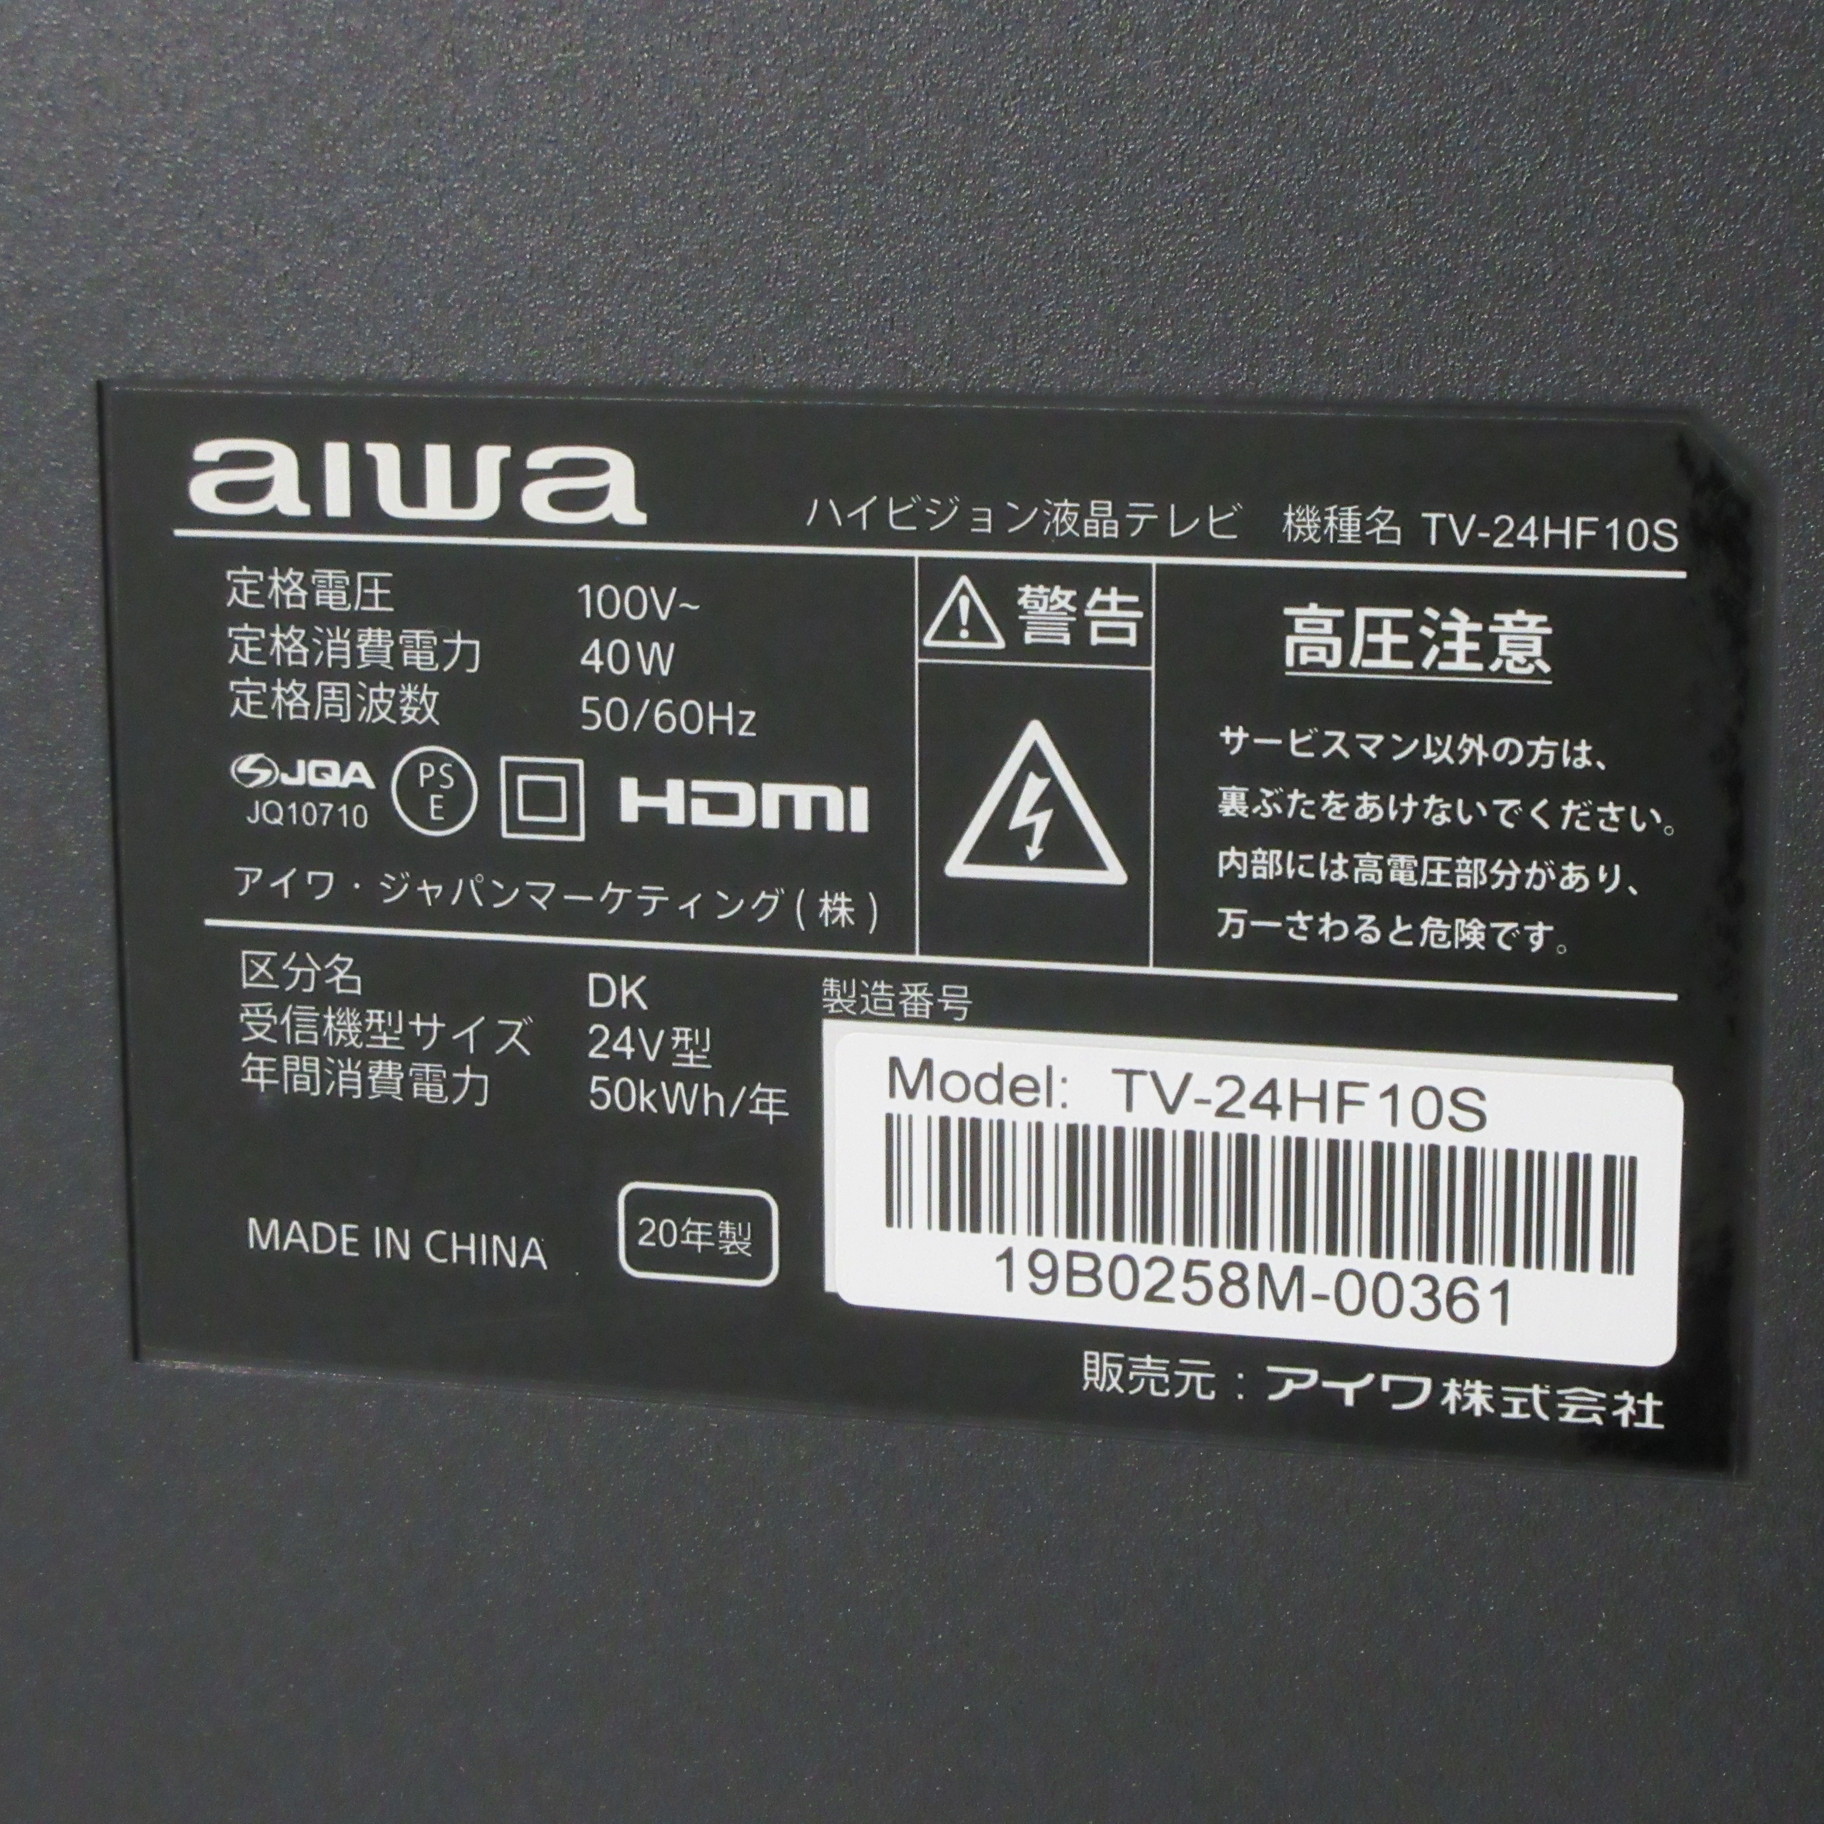 aiwa
ハイビジョン液晶テレビ 機種名 TV-24HF10S
定格電圧 100V~
定格消費電力 40W
定格周波数 50/60Hz
JQA
JQ10710
PS
E
HDMI
アイワ・ジャパンマーケティング(株)
警告
高圧注意
サービスマン以外の方は、
裏ぶたをあけないでください。
内部には高電圧部分があり、
万一さわると危険です。
区分名 DK
受信機型サイズ 24V型
年間消費電力 50kWh/年
MADE IN CHINA
20年製
製造番号
Model: TV-24HF10S
19B0258M-00361
販売元:アイワ株式会社